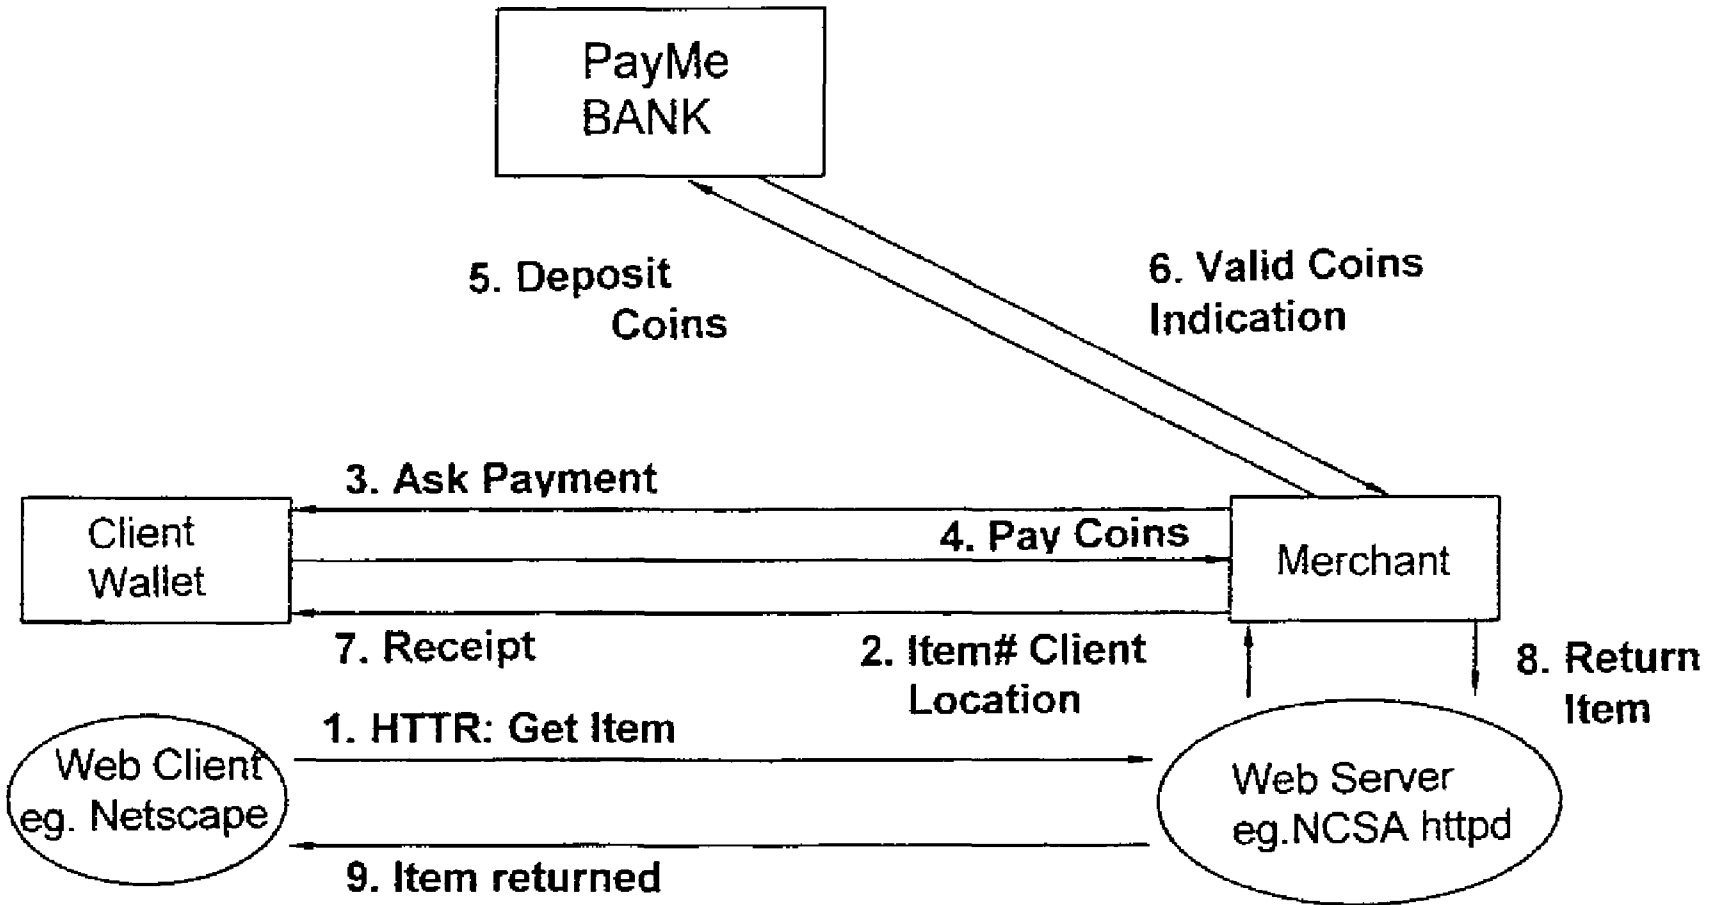 PayMe
BANK
5. Deposit
Coins
6. Valid Coins
Indication
3. Ask Payment
Client
Wallet
4. Pay Coins
Merchant
7. Receipt
2. Item# Client
Location
8. Return
Item
1. HTTR: Get Item
Web Client
eg. Netscape
Web Server
eg.NCSA httpd
9. Item returned